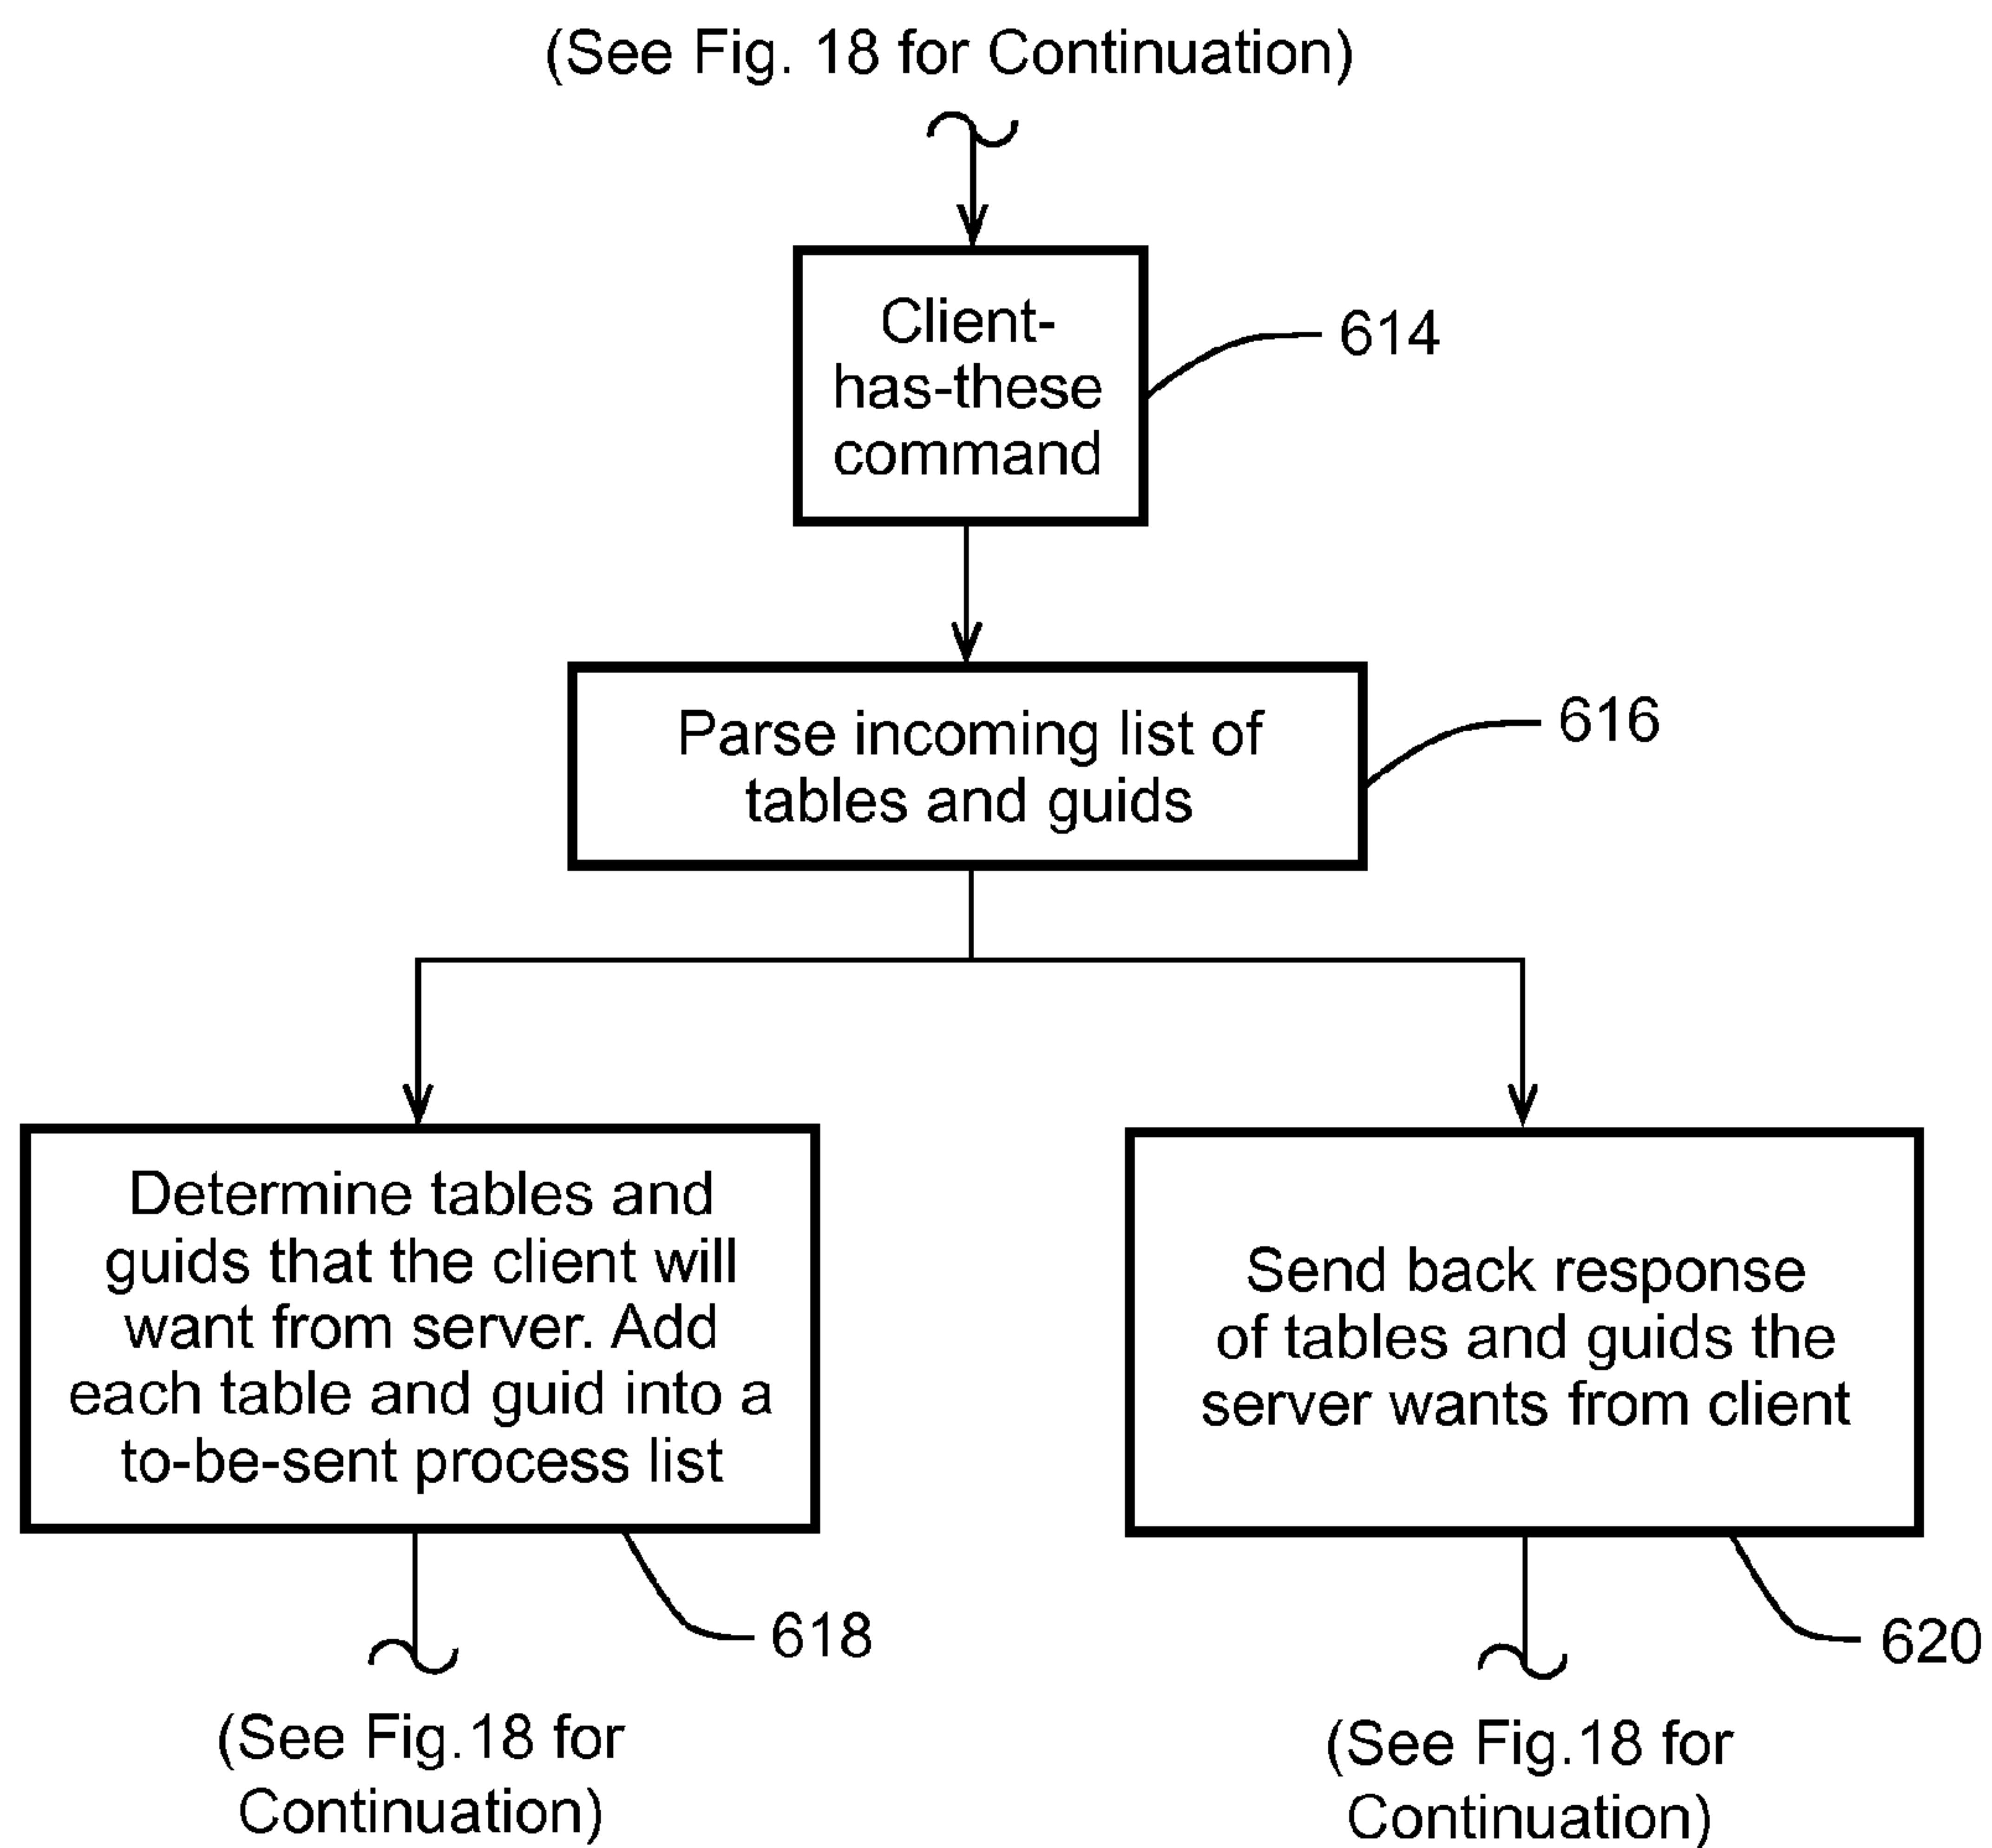 (See Fig. 18 for Continuation)
Client-
has-these
command
614
Parse incoming list of
tables and guids
616
Determine tables and
guids that the client will
want from server. Add
each table and guid into a
to-be-sent process list
618
Send back response
of tables and guids the
server wants from client
620
(See Fig.18 for
Continuation)
(See Fig.18 for
Continuation)